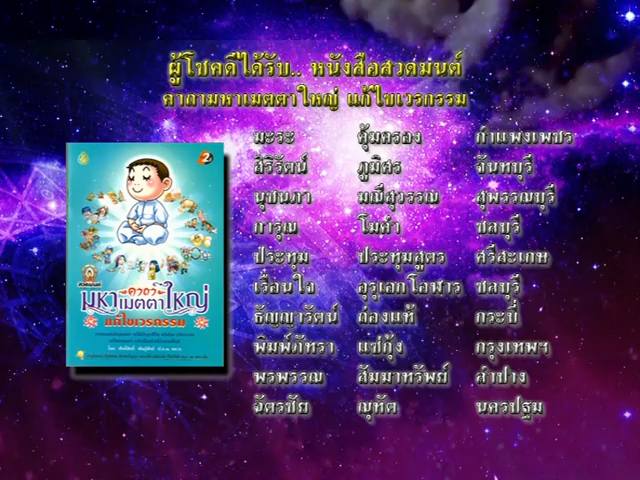 ผู้โชคดีได้รับ.. หนังสือสวดมนต์
คาถามหาเมตตาใหญ่ แก้ไขเวรกรรม
มะระ คุ้มครอง กำแพงเพชร
สิริรัตน์ ภูมิศร จันทบุรี
นุชนภา มณีสุวรรณ สุพรรณบุรี
การุณ โมคำ ชลบุรี
ประทุม ประทุมสูตร ศรีสะเกษ
เรื่อนใจ อุรุเอกโอฬาร ชลบุรี
ธัญญารัตน์ ส่องแท้ กระบี่
พิมพ์ภัทรา แซ่กุ้ง กรุงเทพฯ
พรพรรณ สัมมาทรัพย์ ลำปาง
ฉัตรชัย ญหัต นครปฐม
2
คาถา
มหาเมตตาใหญ่
แก้ไขเวรกรรม